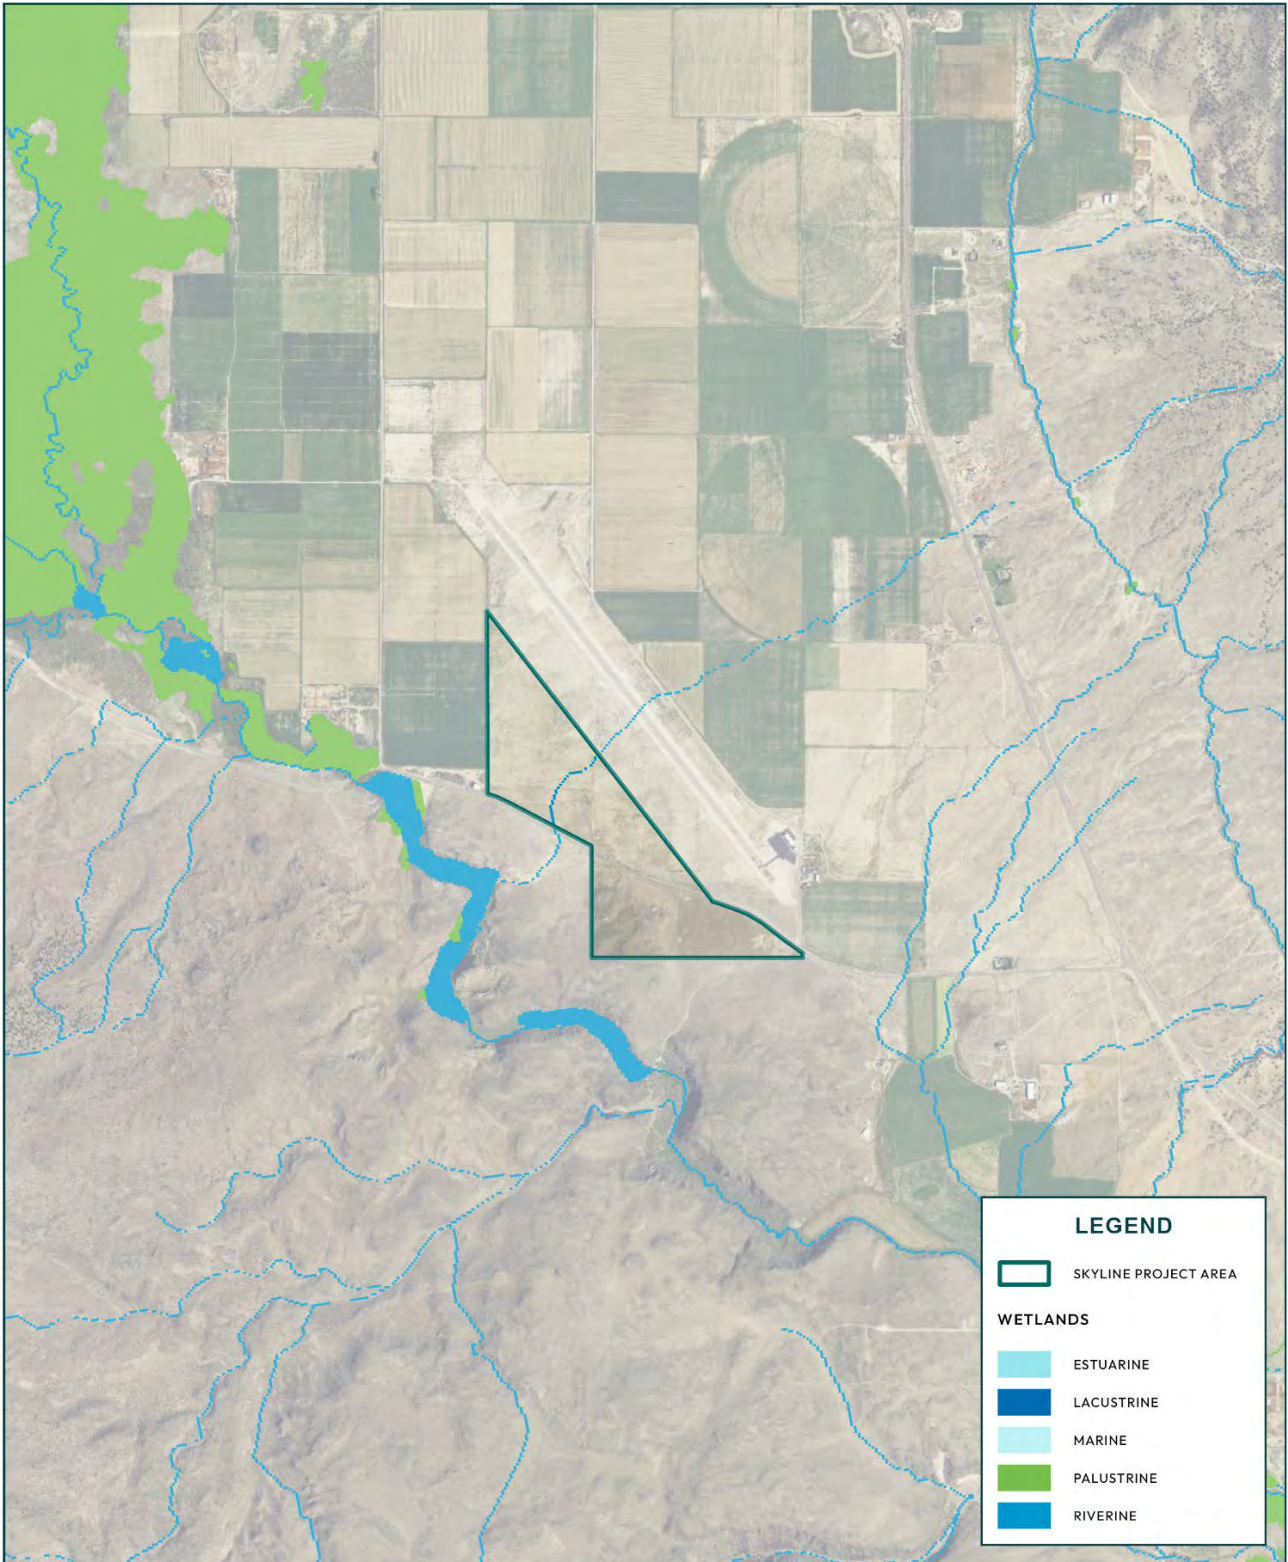 LEGEND
SKYLINE PROJECT AREA
WETLANDS
ESTUARINE
LACUSTRINE
MARINE
PALUSTRINE
RIVERINE